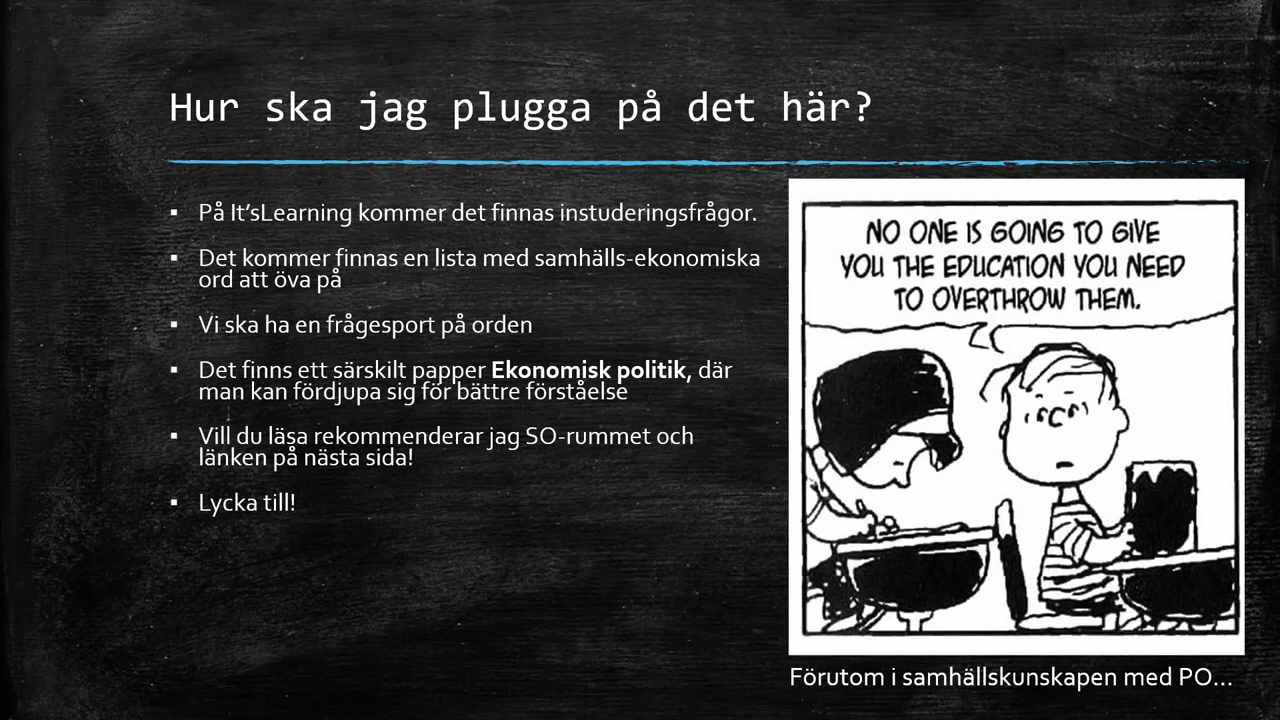 Hur ska jag plugga på det här?
▪ På It’sLearning kommer det finnas instuderingsfrågor.
▪ Det kommer finnas en lista med samhälls-ekonomiska
ord att öva på
▪ Vi ska ha en frågesport på orden
▪ Det finns ett särskilt papper Ekonomisk politik, där
man kan fördjupa sig för bättre förståelse
▪ Vill du läsa rekommenderar jag SO-rummet och
länken på nästa sida!
▪ Lycka till!
NO ONE IS GOING TO GIVE
YOU THE EDUCATION YOU NEED
TO OVERTHROW THEM.
Förutom i samhällskunskapen med PO...